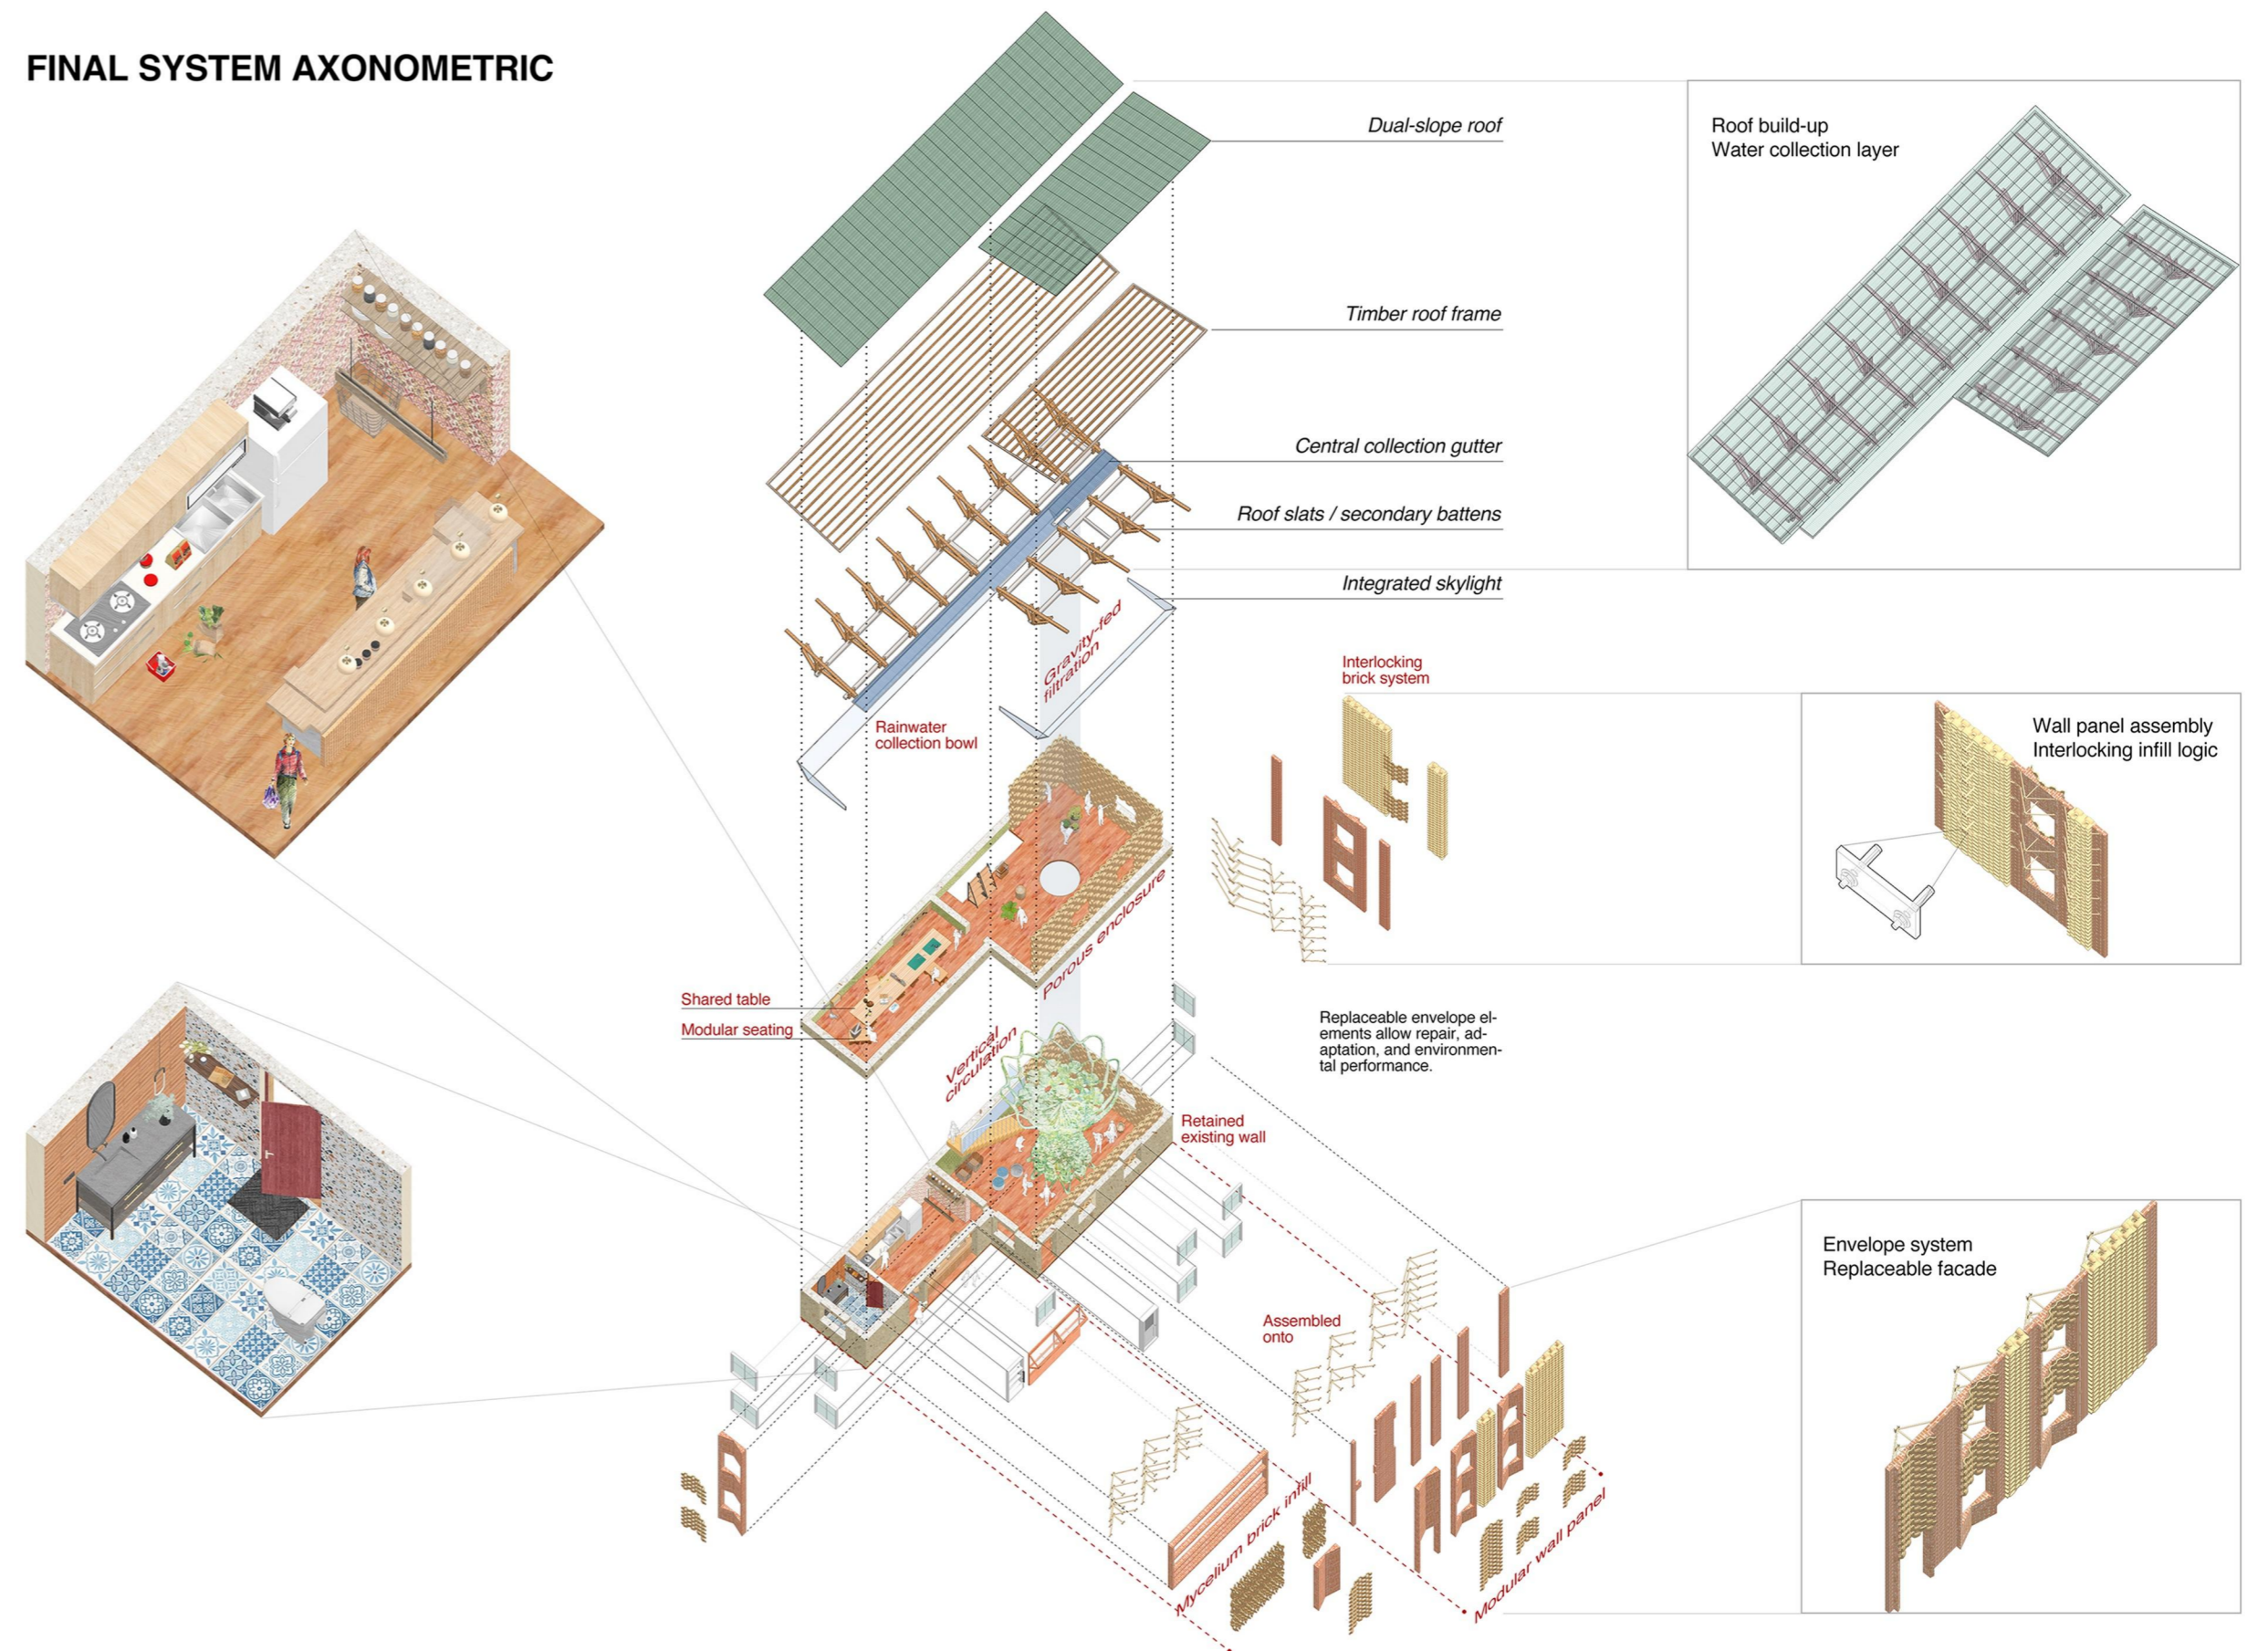 FINAL SYSTEM AXONOMETRIC
Dual-slope roof
Timber roof frame
Central collection gutter
Roof slats / secondary battens
Integrated skylight
Roof build-up
Water collection layer
Gravity-fed
filtration
Rainwater
collection bowl
Interlocking
brick system
Wall panel assembly
Interlocking infill logic
Porous enclosure
Shared table
Modular seating
Vertical
circulation
Replaceable envelope el-
ements allow repair, ad-
aptation, and environmen-
tal performance.
Retained
existing wall
Assembled
onto
Envelope system
Replaceable facade
Mycelium brick infill
Modular wall panel